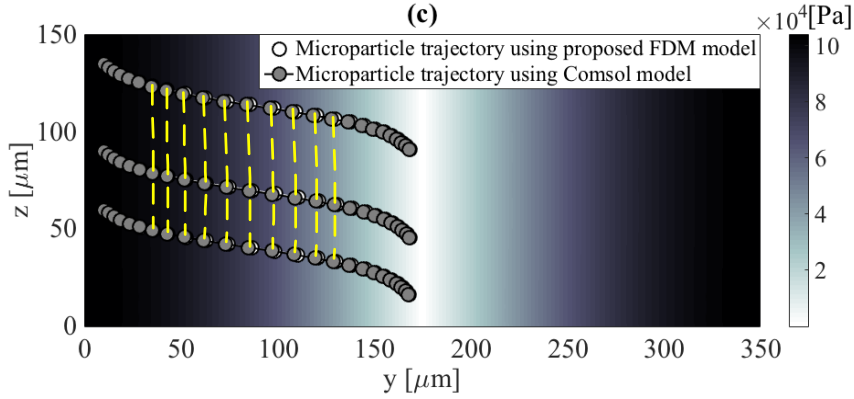 (c)
×10⁴[Pa]
Microparticle trajectory using proposed FDM model
Microparticle trajectory using Comsol model
150
100
50
0
z [μm]
0 50 100 150 200 250 300 350
y [μm]
10
8
6
4
2